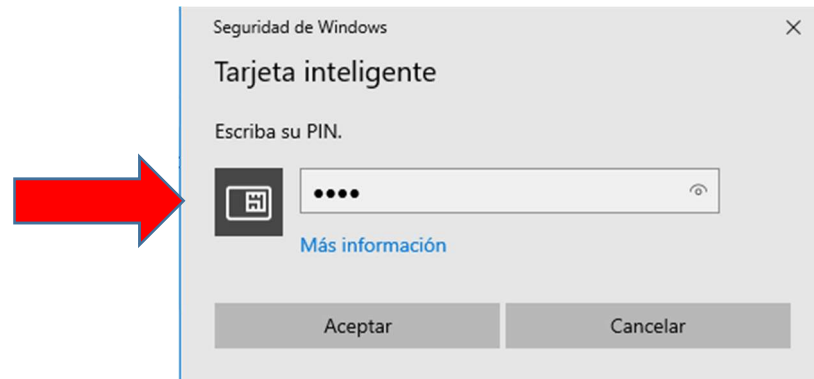 Seguridad de Windows
Tarjeta inteligente
Escriba su PIN.
••••
Más información
Aceptar Cancelar